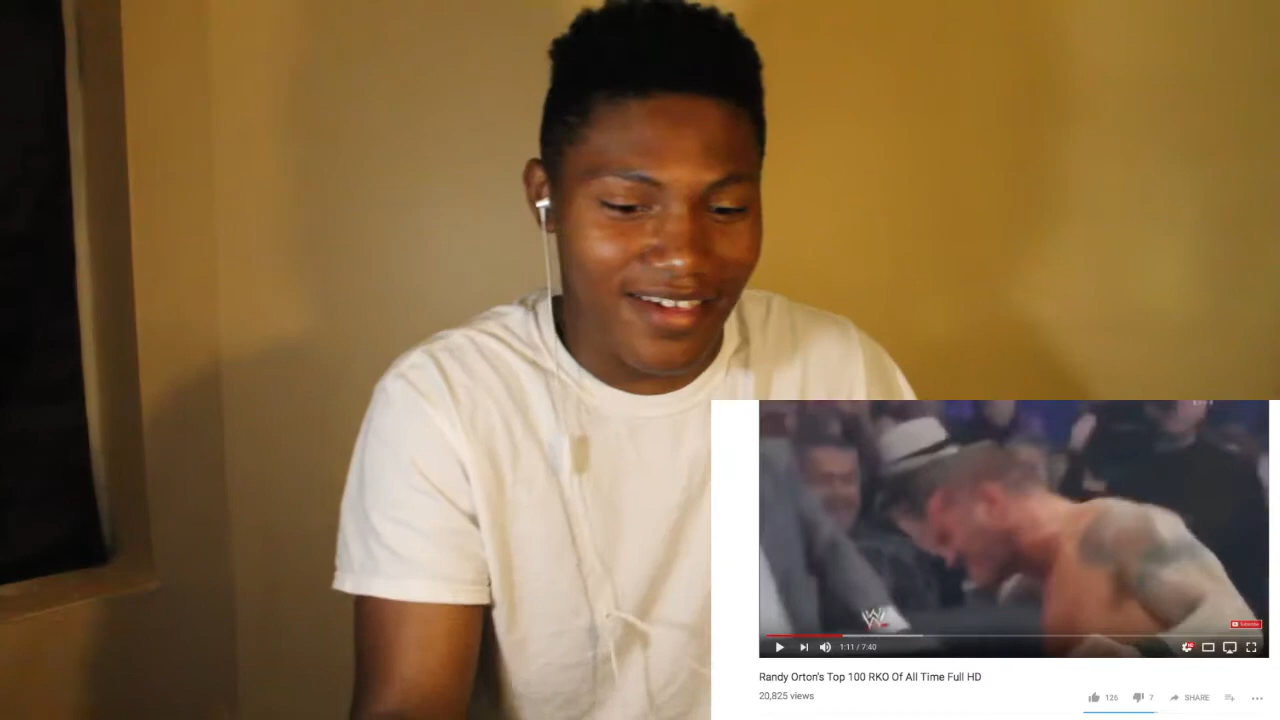 W
1:11 / 7:40
Subscribe
Randy Orton's Top 100 RKO Of All Time Full HD
20,825 views
126 7 SHARE